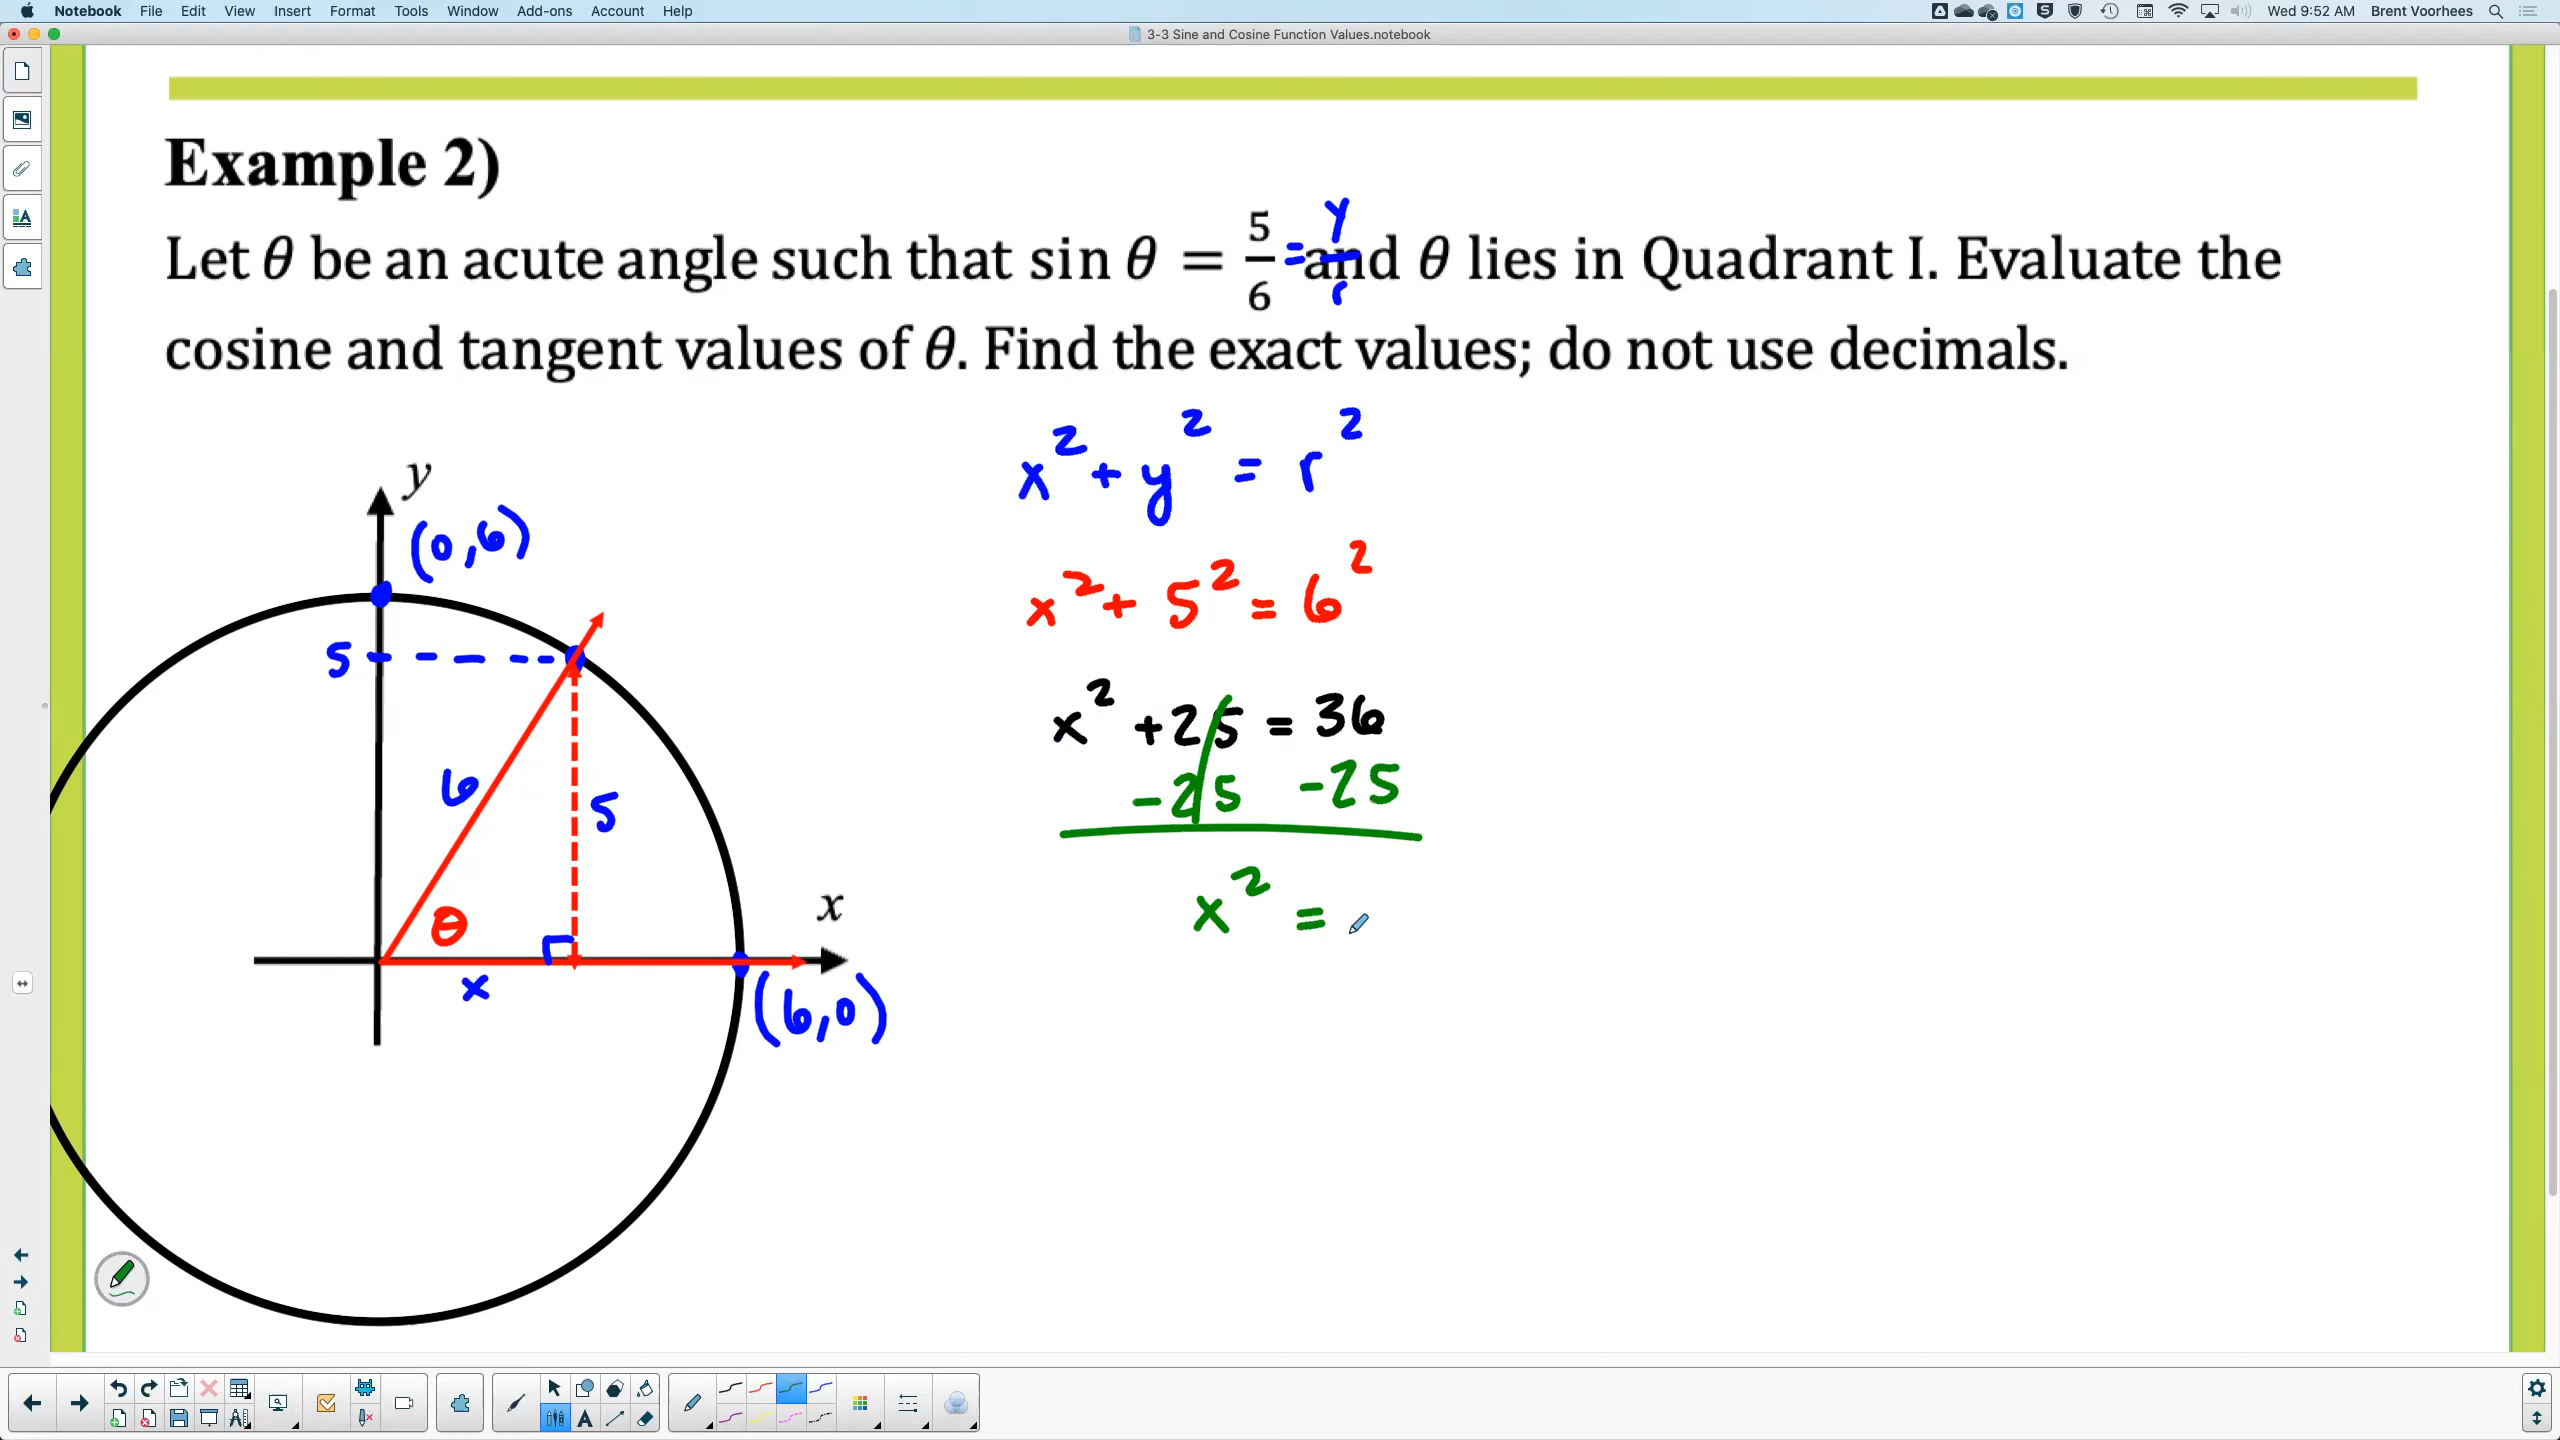 Notebook File Edit View Insert Format Tools Window Add-ons Account Help Wed 9:52 AM Brent Voorhees
3-3 Sine and Cosine Function Values.notebook
Example 2)
Let θ be an acute angle such that sin θ = 5/6 = y/r and θ lies in Quadrant I. Evaluate the
cosine and tangent values of θ. Find the exact values; do not use decimals.
x² + y² = r²
y
(0,6)
x² + 5² = 6²
5
x² + 25 = 36
6
5
-25 -25
x² =
x
θ
x
(6,0)